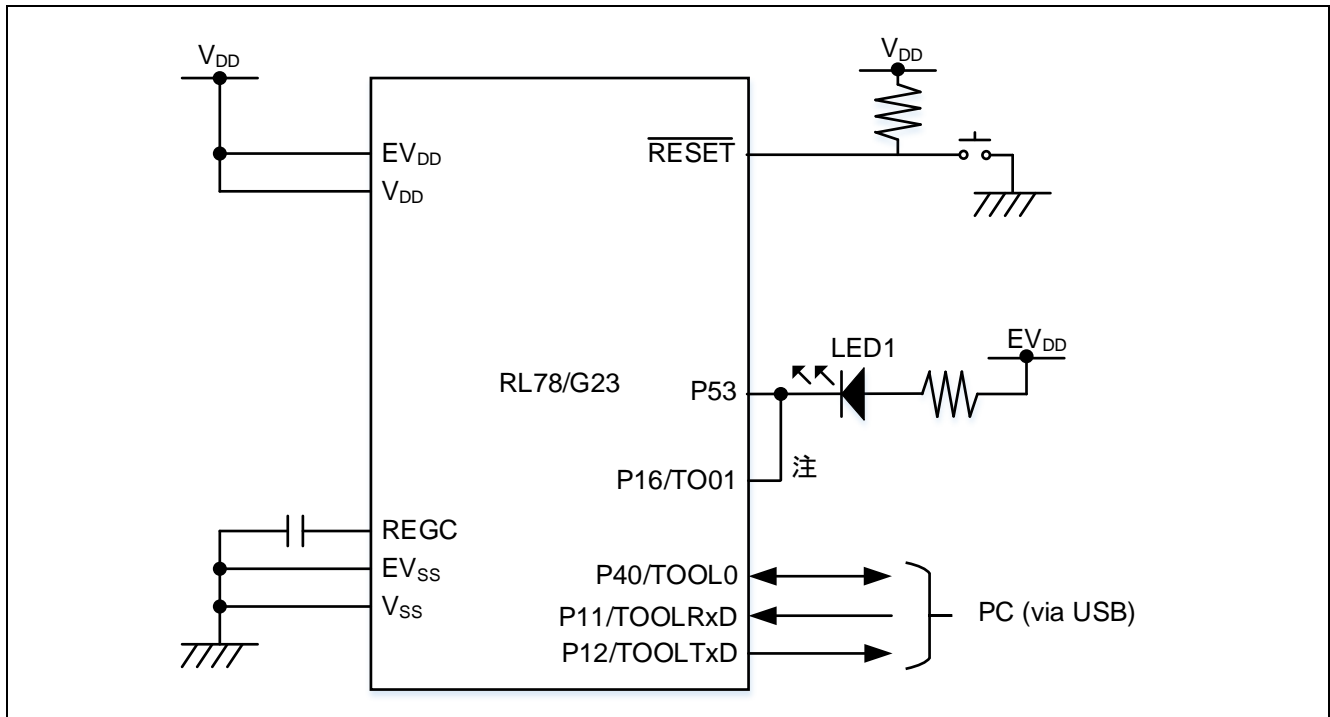 VDD
VDD
EVDD
RESET
VDD
LED1
EVDD
RL78/G23
P53
P16/TO01
注
REGC
EVSS
VSS
P40/TOOL0
P11/TOOLRxD
P12/TOOLTxD
PC (via USB)